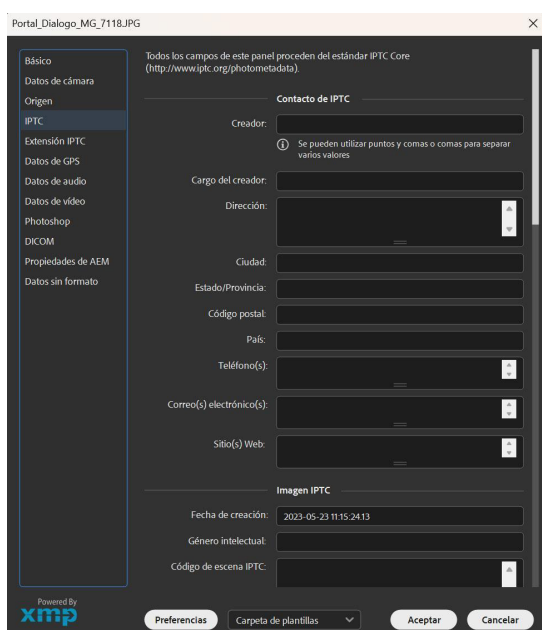 Portal_Dialogo_MG_7118.JPG
Básico
Datos de cámara
Origen
IPTC
Extensión IPTC
Datos de GPS
Datos de audio
Datos de vídeo
Photoshop
DICOM
Propiedades de AEM
Datos sin formato
Todos los campos de este panel proceden del estándar IPTC Core
(http://www.iptc.org/photometadata).
Contacto de IPTC
Creador:
Se pueden utilizar puntos y comas o comas para separar
varios valores
Cargo del creador:
Dirección:
Ciudad:
Estado/Provincia:
Código postal:
País:
Teléfono(s):
Correo(s) electrónico(s):
Sitio(s) Web:
Imagen IPTC
Fecha de creación: 2023-05-23 11:15:24.13
Género intelectual:
Código de escena IPTC:
Powered By
xmp
Preferencias Carpeta de plantillas Aceptar Cancelar